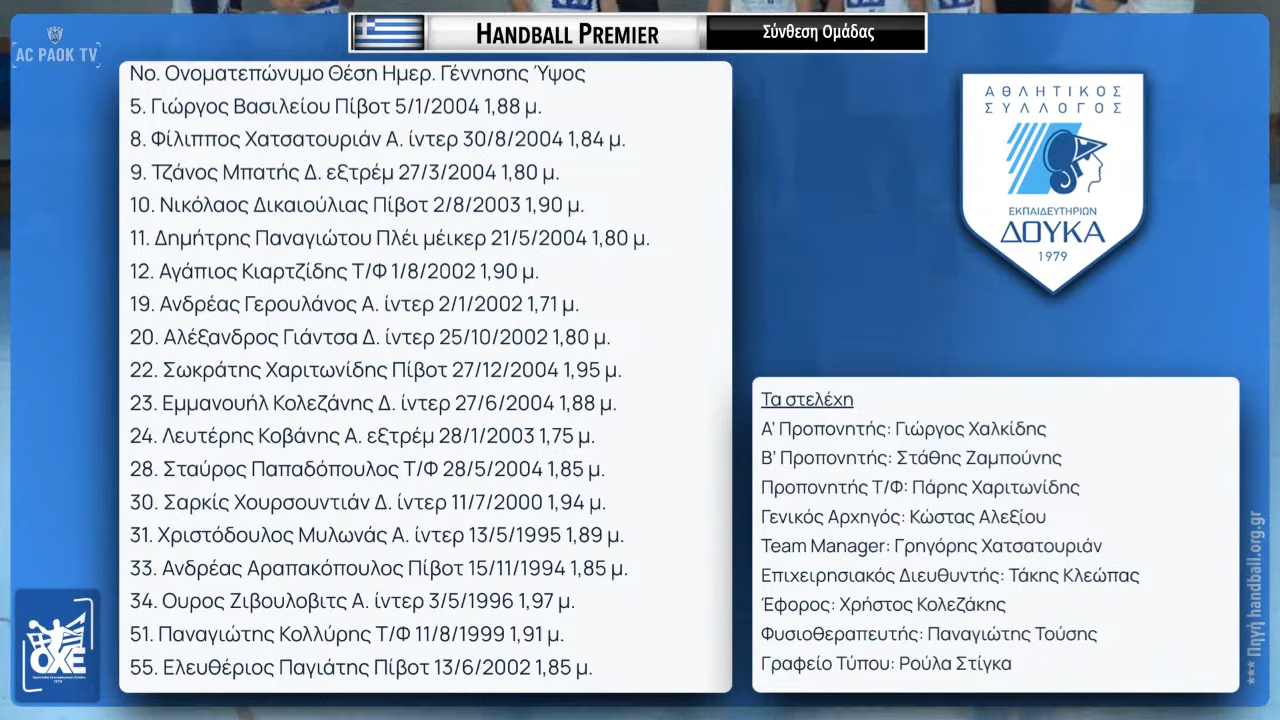 AC PAOK TV
HANDBALL PREMIER
Σύνθεση Ομάδας
No. Ονοματεπώνυμο Θέση Ημερ. Γέννησης Ύψος
5. Γιώργος Βασιλείου Πίβοτ 5/1/2004 1,88 μ.
8. Φίλιππος Χατσατουριάν Α. ίντερ 30/8/2004 1,84 μ.
9. Τζάνος Μπατής Δ. εξτρέμ 27/3/2004 1,80 μ.
10. Νικόλαος Δικαιούλιας Πίβοτ 2/8/2003 1,90 μ.
11. Δημήτρης Παναγιώτου Πλέι μέικερ 21/5/2004 1,80 μ.
12. Αγάπιος Κιαρτζίδης Τ/Φ 1/8/2002 1,90 μ.
19. Ανδρέας Γερουλάνος Α. ίντερ 2/1/2002 1,71 μ.
20. Αλέξανδρος Γιάντσα Δ. ίντερ 25/10/2002 1,80 μ.
22. Σωκράτης Χαριτωνίδης Πίβοτ 27/12/2004 1,95 μ.
23. Εμμανουήλ Κολεζάνης Δ. ίντερ 27/6/2004 1,88 μ.
24. Λευτέρης Κοβάνης Α. εξτρέμ 28/1/2003 1,75 μ.
28. Σταύρος Παπαδόπουλος Τ/Φ 28/5/2004 1,85 μ.
30. Σαρκίς Χουρσουντιάν Δ. ίντερ 11/7/2000 1,94 μ.
31. Χριστόδουλος Μυλωνάς Α. ίντερ 13/5/1995 1,89 μ.
33. Ανδρέας Αραπακόπουλος Πίβοτ 15/11/1994 1,85 μ.
34. Ουρος Ζιβουλοβιτς Α. ίντερ 3/5/1996 1,97 μ.
51. Παναγιώτης Κολλύρης Τ/Φ 11/8/1999 1,91 μ.
55. Ελευθέριος Παγιάτης Πίβοτ 13/6/2002 1,85 μ.
ΑΘΛΗΤΙΚΟΣ
ΣΥΛΛΟΓΟΣ
ΕΚΠΑΙΔΕΥΤΗΡΙΩΝ
ΔΟΥΚΑ
1979
Τα στελέχη
Α’ Προπονητής: Γιώργος Χαλκίδης
Β’ Προπονητής: Στάθης Ζαμπούνης
Προπονητής Τ/Φ: Πάρης Χαριτωνίδης
Γενικός Αρχηγός: Κώστας Αλεξίου
Team Manager: Γρηγόρης Χατσατουριάν
Επιχειρησιακός Διευθυντής: Τάκης Κλεώπας
Έφορος: Χρήστος Κολεζάκης
Φυσιοθεραπευτής: Παναγιώτης Τούσης
Γραφείο Τύπου: Ρούλα Στίγκα
*** Πηγή handball.org.gr
ΟΧΕ